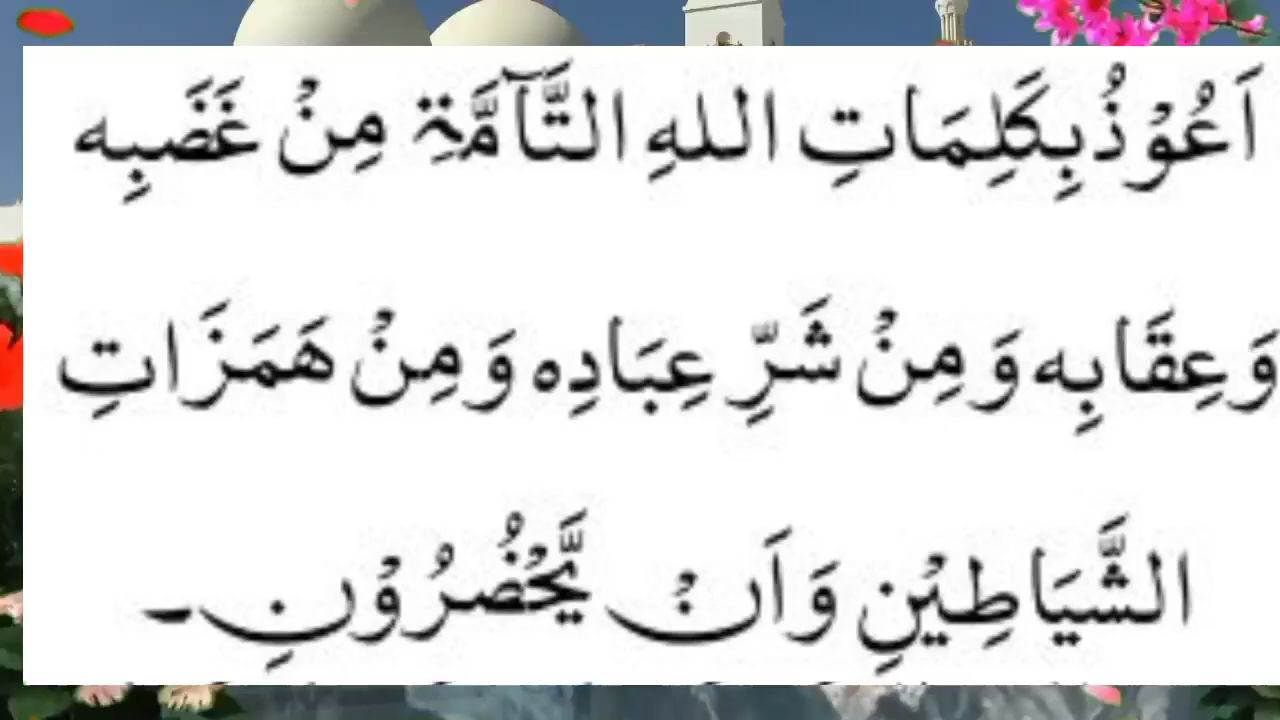 اَعُوْذُ بِكَلِمَاتِ اللهِ التَّآمَّۃِ مِنْ غَضَبِه
وَعِقَابِه وَمِنْ شَرِّ عِبَادِه وَمِنْ هَمَزَاتِ
الشَّيَاطِيْنِ وَاَنْ يَّحْضُرُوْنِ۔